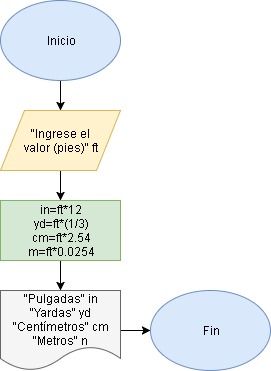 Inicio
"Ingrese el
valor (pies)" ft
in=ft*12
yd=ft*(1/3)
cm=ft*2.54
m=ft*0.0254
"Pulgadas" in
"Yardas" yd
"Centímetros" cm
"Metros" n
Fin